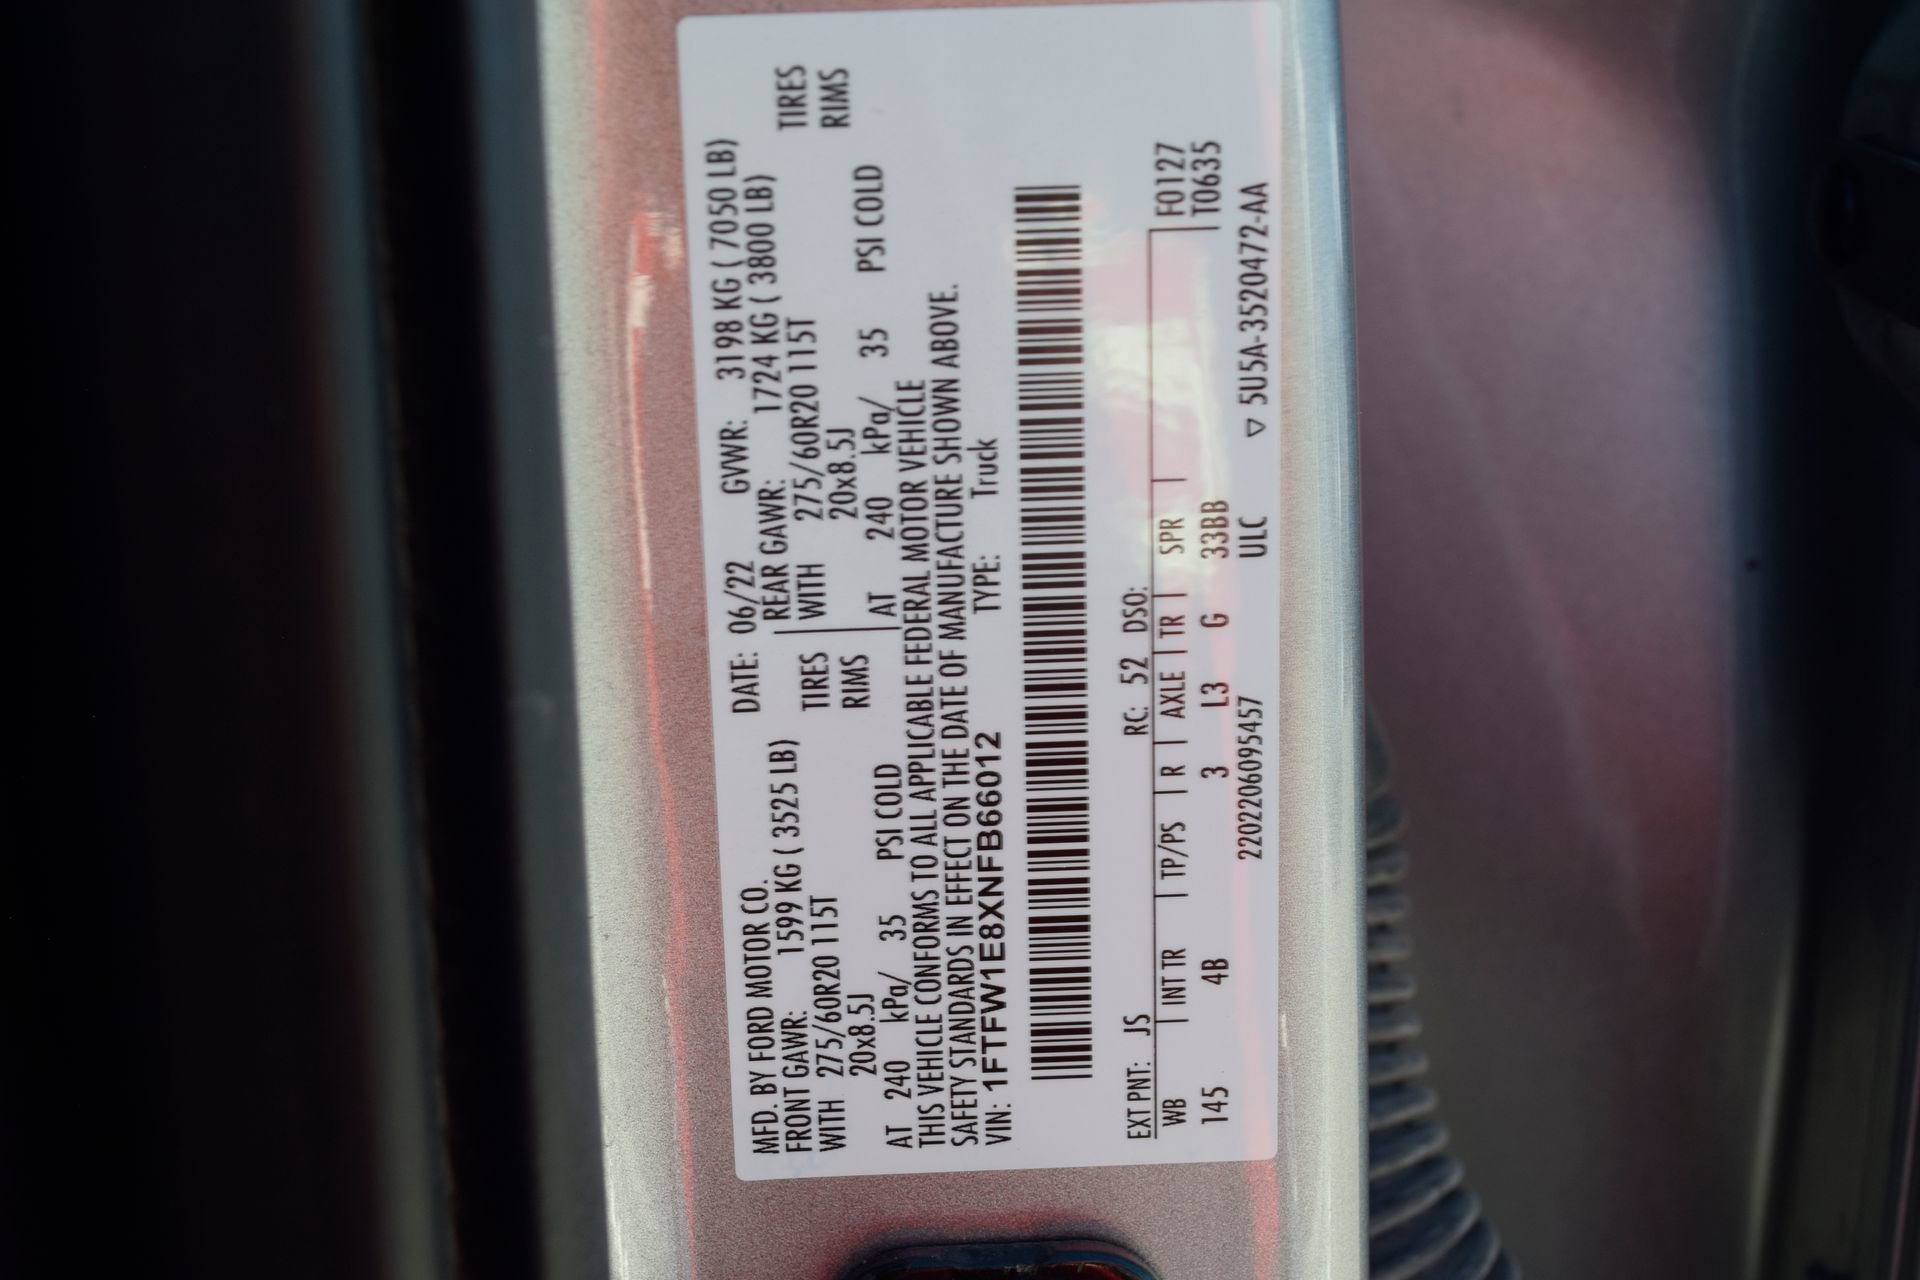 MFD. BY FORD MOTOR CO. DATE: 06/22 GVWR: 3198 KG ( 7050 LB)
FRONT GAWR: 1599 KG ( 3525 LB) REAR GAWR: 1724 KG ( 3800 LB)
WITH 275/60R20 115T TIRES WITH 275/60R20 115T TIRES
20x8.5J RIMS 20x8.5J RIMS
AT 240 kPa/ 35 PSI COLD AT 240 kPa/ 35 PSI COLD
THIS VEHICLE CONFORMS TO ALL APPLICABLE FEDERAL MOTOR VEHICLE
SAFETY STANDARDS IN EFFECT ON THE DATE OF MANUFACTURE SHOWN ABOVE.
VIN: 1FTFW1E8XNFB66012 TYPE: Truck
EXT PNT: JS RC: 52 DSO: F0127
WB | INT TR | TP/PS | R | AXLE | TR | SPR | T0635
145 4B 3 L3 G 33BB
2202206095457 ULC ▽ 5U5A-3520472-AA